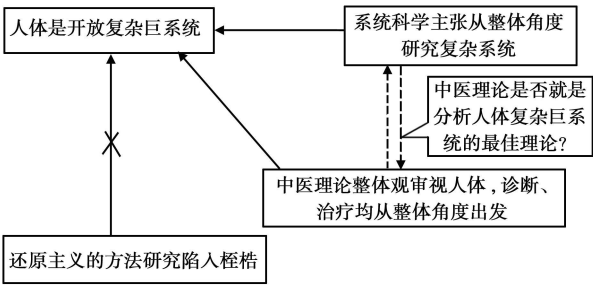 人体是开放复杂巨系统
系统科学主张从整体角度
研究复杂系统
中医理论是否就是
分析人体复杂巨系
统的最佳理论?
中医理论整体观审视人体,诊断、
治疗均从整体角度出发
还原主义的方法研究陷入桎梏